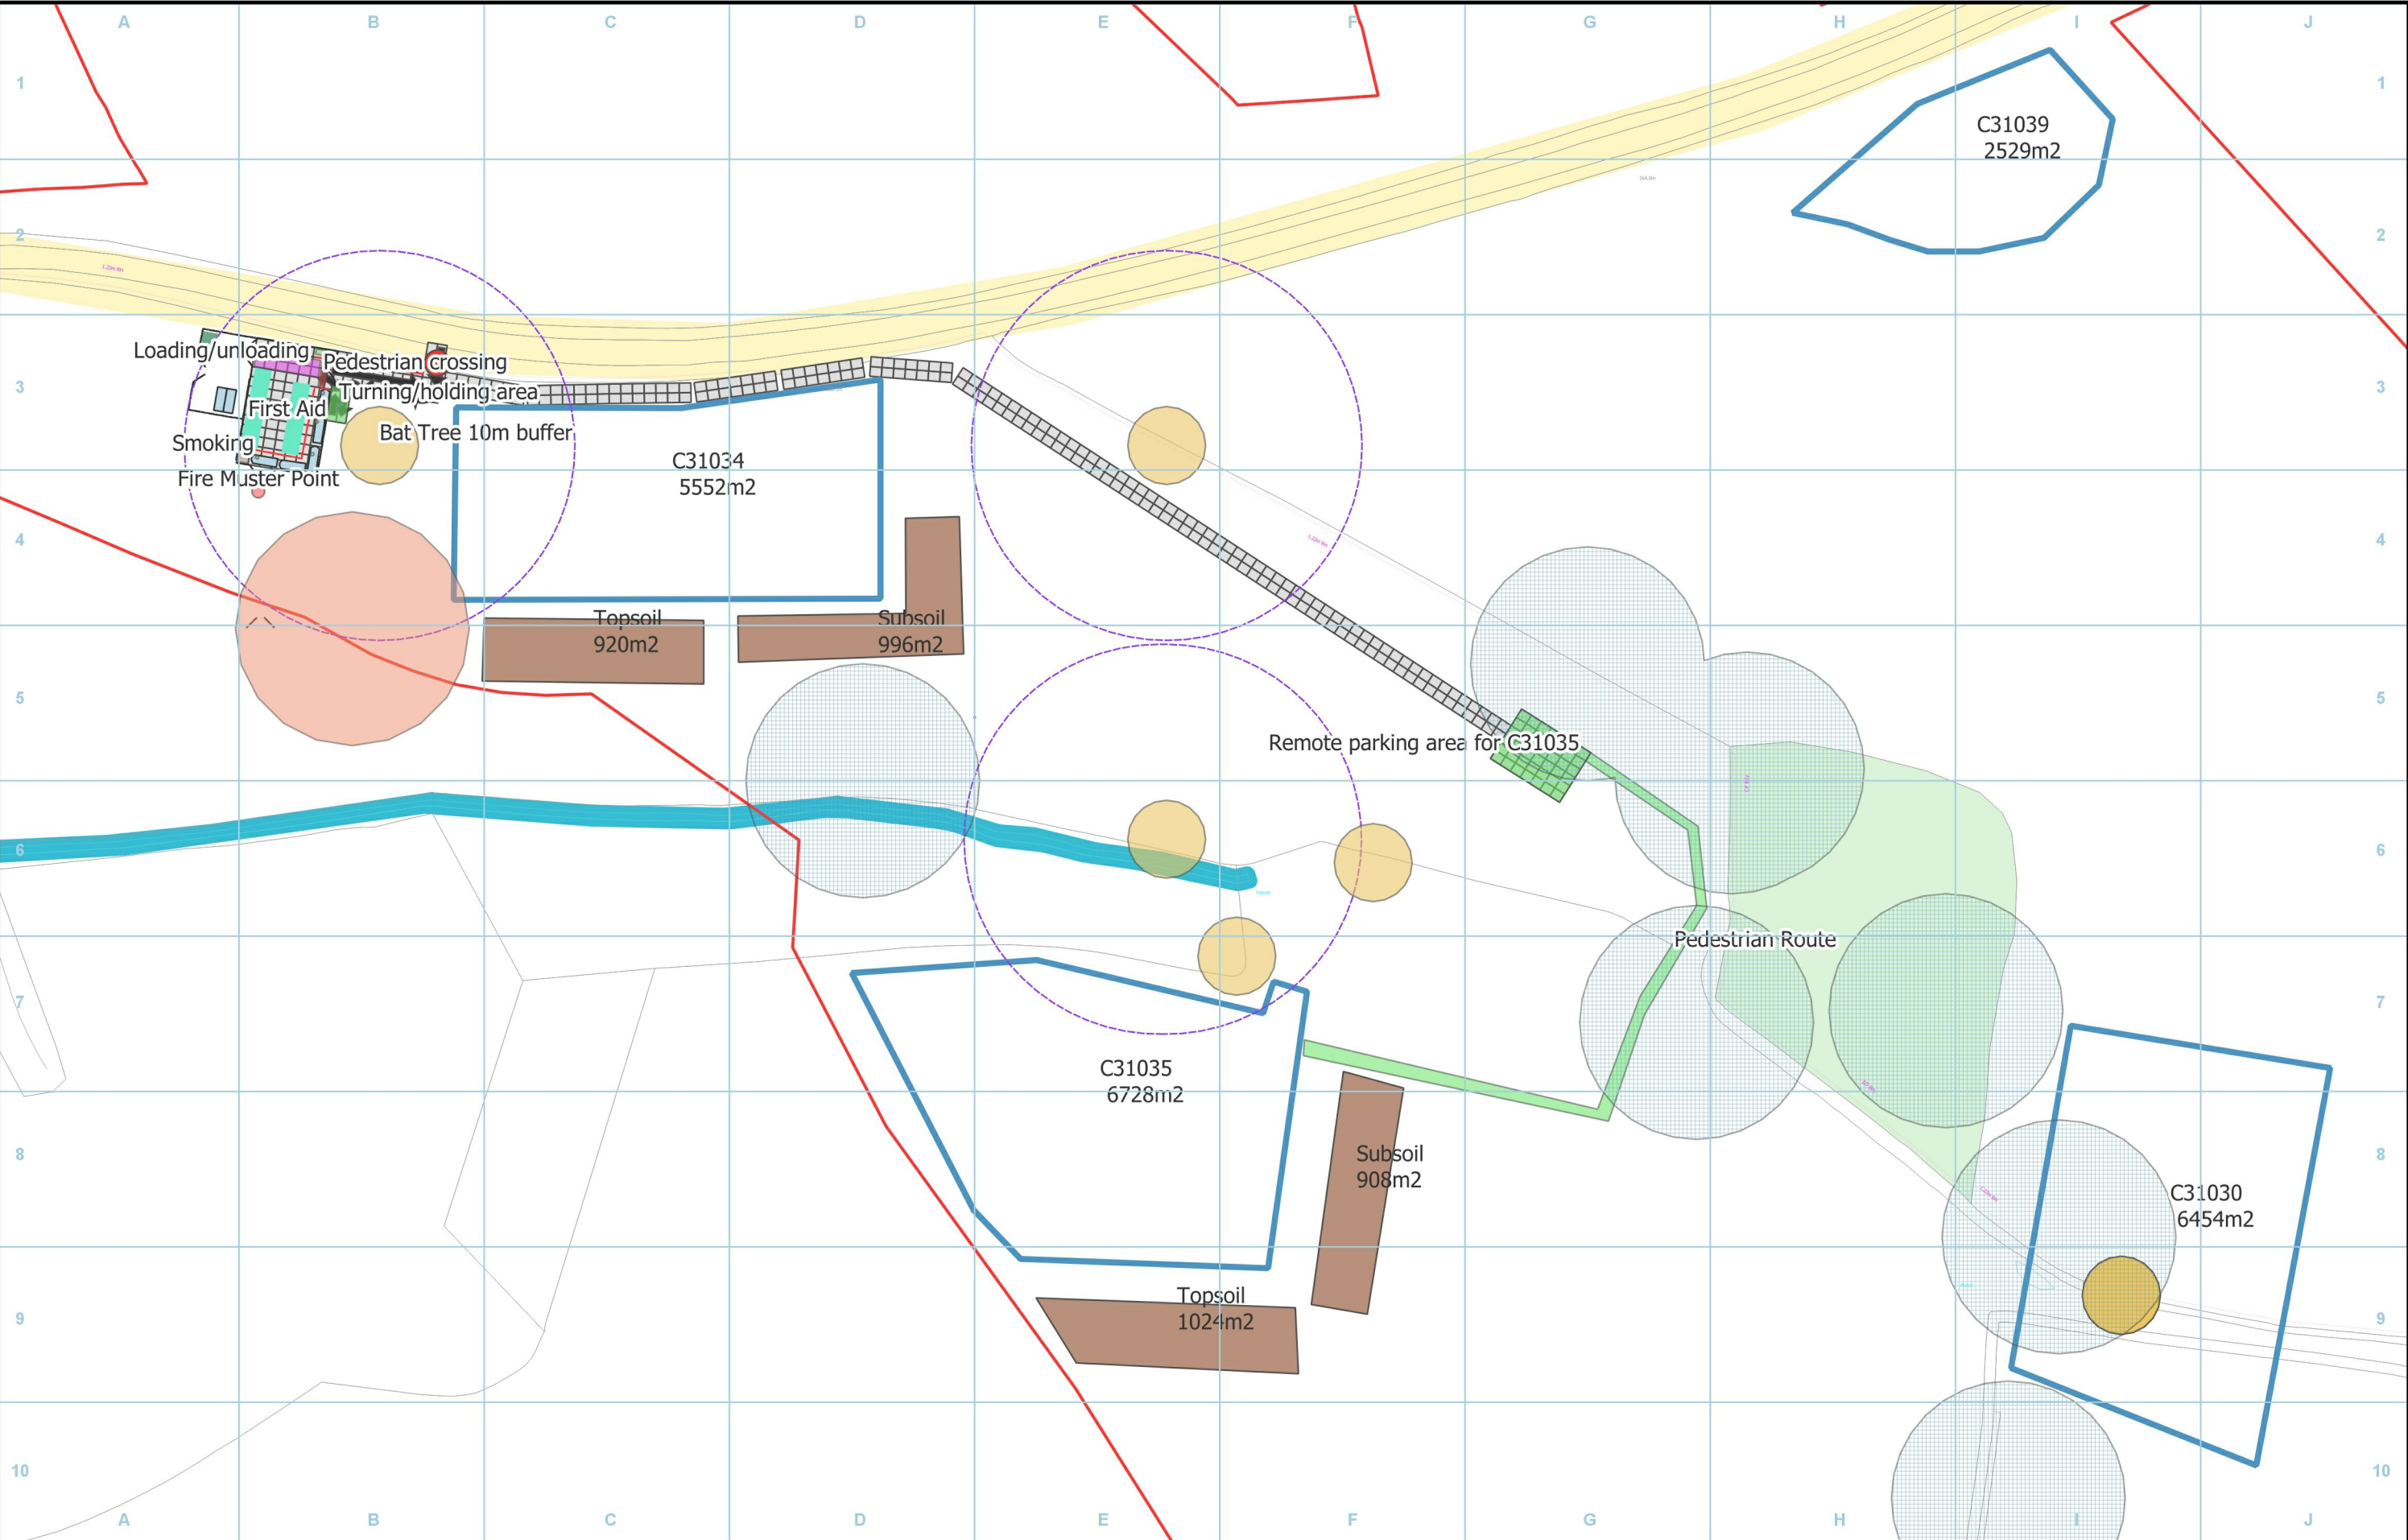 A B C D E F G H I J
1 1
C31039
2529m2
2 2
Loading/unloading
Pedestrian crossing
3 3
Turning/holding area
First Aid
Bat Tree 10m buffer
Smoking
C31034
5552m2
Fire Muster Point
4 4
Topsoil
920m2
Subsoil
996m2
5 5
Remote parking area for C31035
6 6
Pedestrian Route
7 7
C31035
6728m2
8 8
Subsoil
908m2
C31030
6454m2
Topsoil
1024m2
9 9
10 10
A B C D E F G H I J